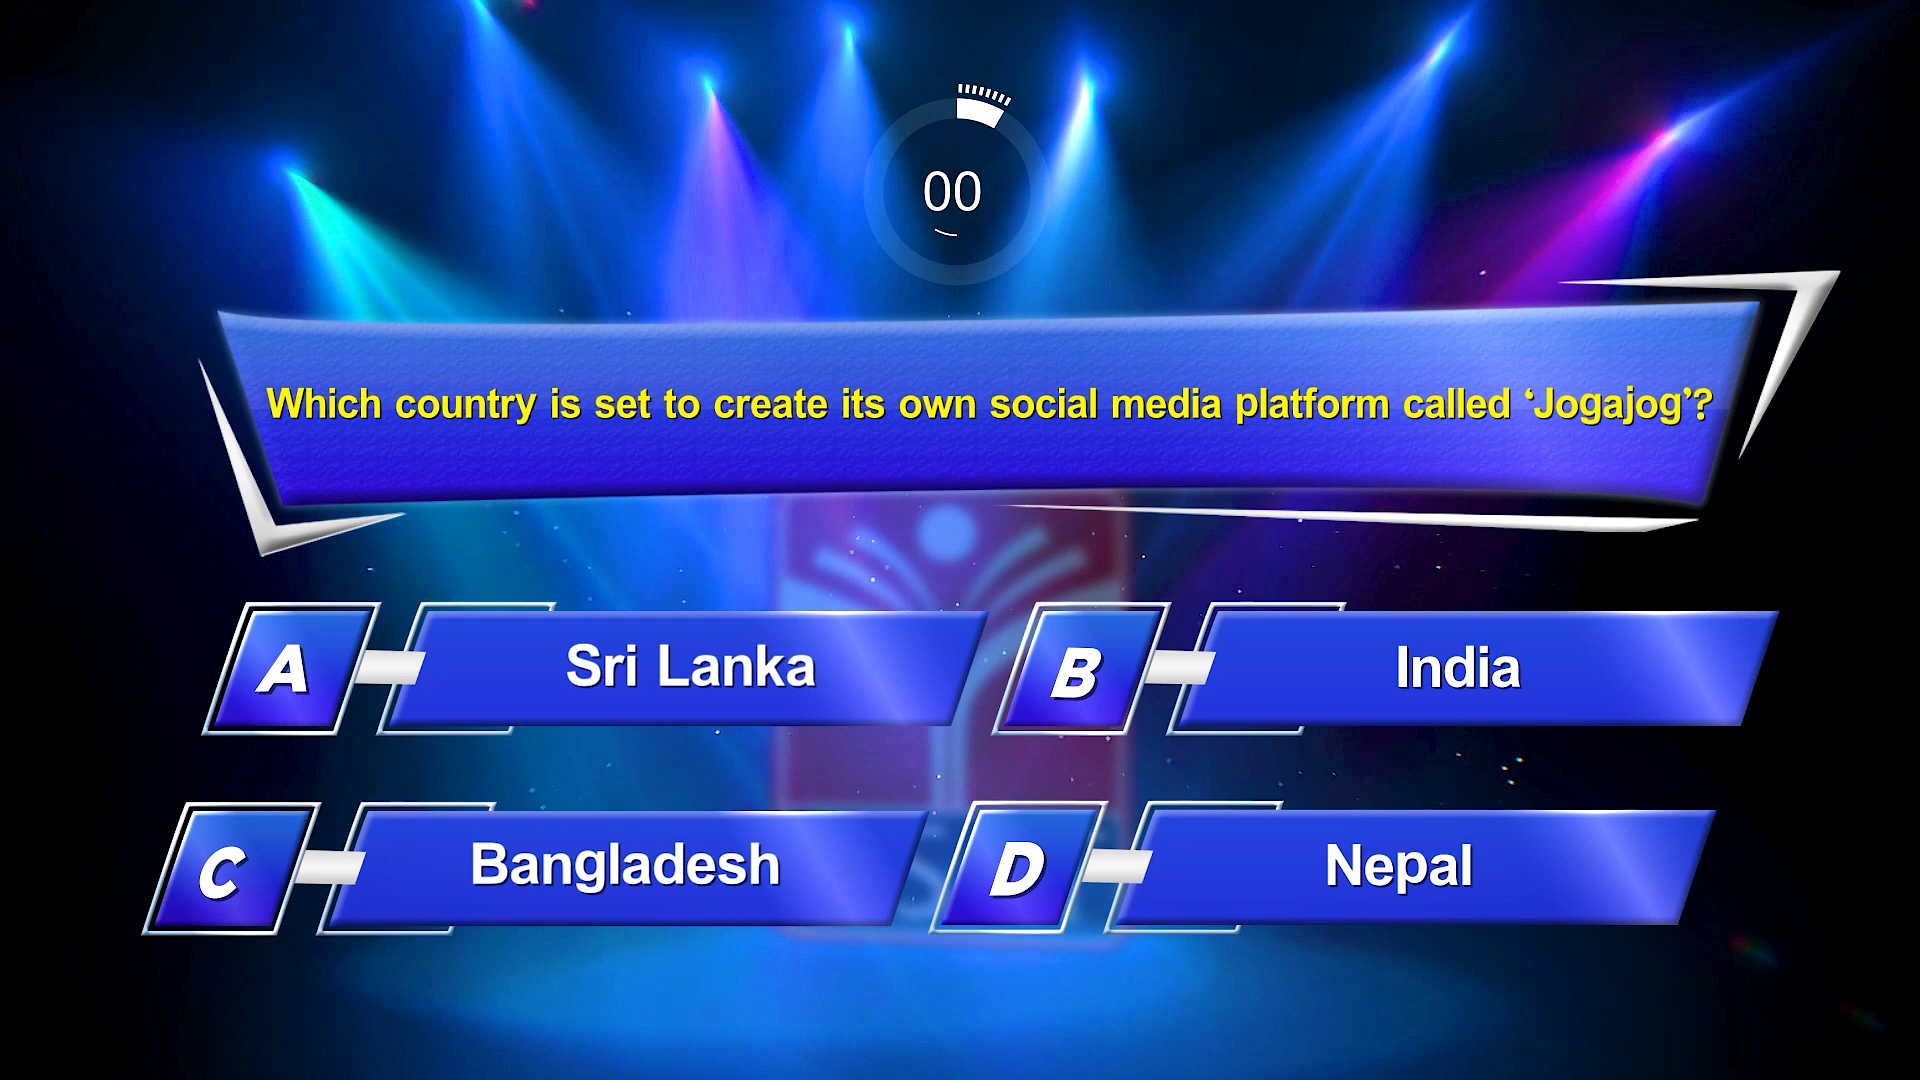 00
Which country is set to create its own social media platform called ‘Jogajog’?
A Sri Lanka
B India
C Bangladesh
D Nepal